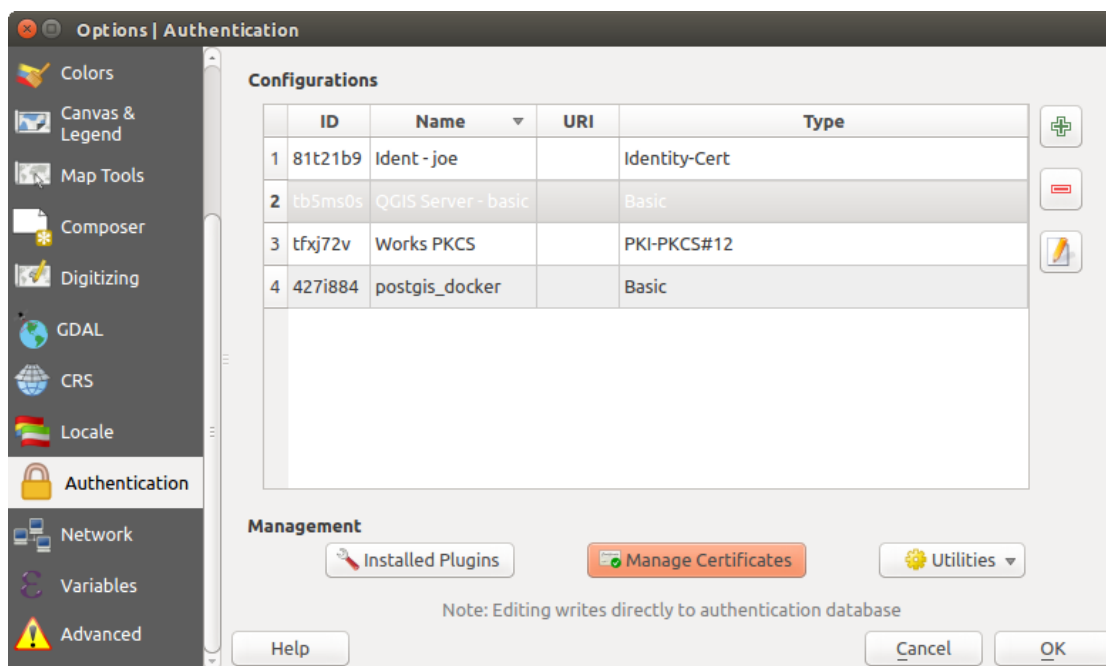 Options | Authentication
Colors
Canvas &
Legend
Map Tools
Composer
Digitizing
GDAL
CRS
Locale
Authentication
Network
Variables
Advanced
Configurations
ID Name URI Type
1 81t21b9 Ident - joe Identity-Cert
2 tb5ms0s QGIS Server - basic Basic
3 tfxj72v Works PKCS PKI-PKCS#12
4 427i884 postgis_docker Basic
Management
Installed Plugins Manage Certificates Utilities
Note: Editing writes directly to authentication database
Help Cancel OK